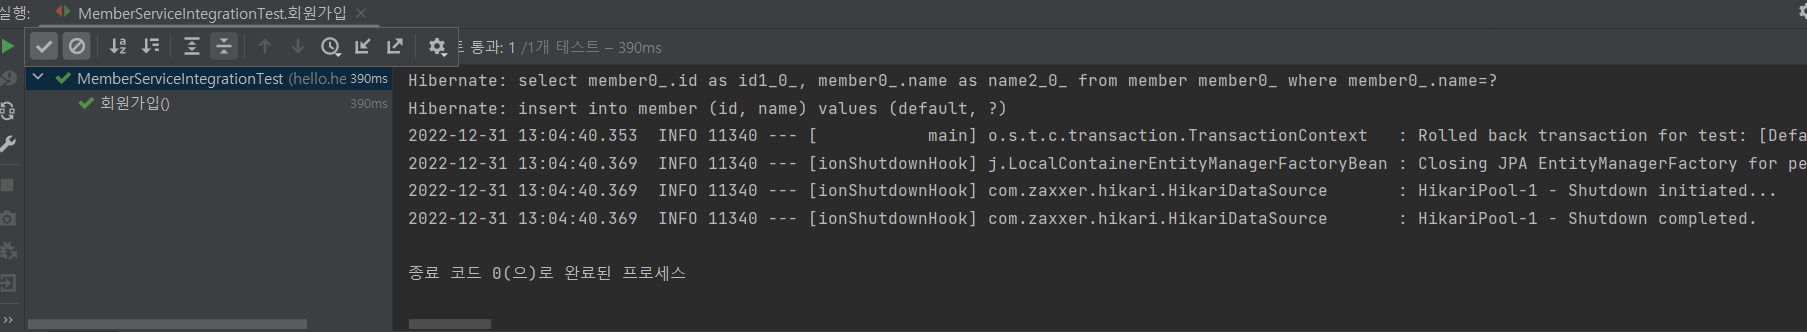 실행:
MemberServiceIntegrationTest.회원가입
통과: 1 /1개 테스트 – 390ms
MemberServiceIntegrationTest (hello.he 390ms
회원가입() 390ms
Hibernate: select member0_.id as id1_0_, member0_.name as name2_0_ from member member0_ where member0_.name=?
Hibernate: insert into member (id, name) values (default, ?)
2022-12-31 13:04:40.353  INFO 11340 --- [           main] o.s.t.c.transaction.TransactionContext   : Rolled back transaction for test: [Defa
2022-12-31 13:04:40.369  INFO 11340 --- [ionShutdownHook] j.LocalContainerEntityManagerFactoryBean : Closing JPA EntityManagerFactory for pe
2022-12-31 13:04:40.369  INFO 11340 --- [ionShutdownHook] com.zaxxer.hikari.HikariDataSource       : HikariPool-1 - Shutdown initiated...
2022-12-31 13:04:40.369  INFO 11340 --- [ionShutdownHook] com.zaxxer.hikari.HikariDataSource       : HikariPool-1 - Shutdown completed.
종료 코드 0(으)로 완료된 프로세스